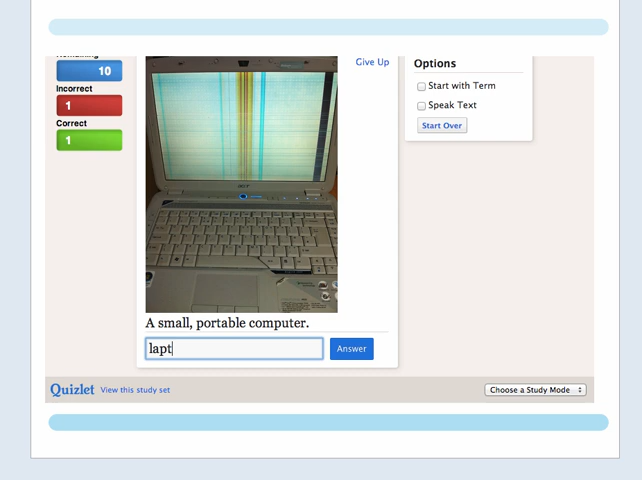 Remaining
10
Incorrect
1
Correct
1
Give Up
Options
Start with Term
Speak Text
Start Over
acer
A small, portable computer.
lapt
Answer
Quizlet View this study set
Choose a Study Mode